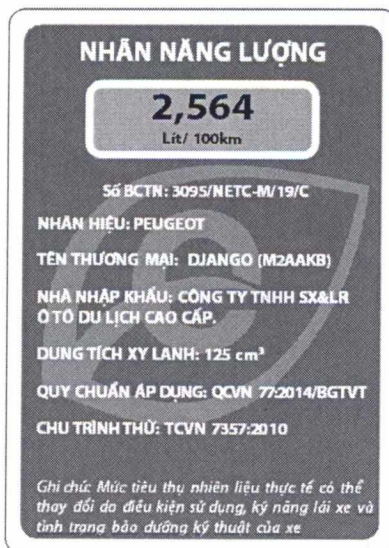 NHÃN NĂNG LƯỢNG
2,564
Lít/ 100km
Số BCTN: 3095/NETC-M/19/C
NHÃN HIỆU: PEUGEOT
TÊN THƯƠNG MẠI: DJANGO (M2AAKB)
NHÀ NHẬP KHẨU: CÔNG TY TNHH SX&LR
Ô TÔ DU LỊCH CAO CẤP.
DUNG TÍCH XY LANH: 125 cm³
QUY CHUẨN ÁP DỤNG: QCVN 77:2014/BGTVT
CHU TRÌNH THỬ: TCVN 7357:2010
Ghi chú: Mức tiêu thụ nhiên liệu thực tế có thể
thay đổi do điều kiện sử dụng, kỹ năng lái xe và
tình trạng bảo dưỡng kỹ thuật của xe